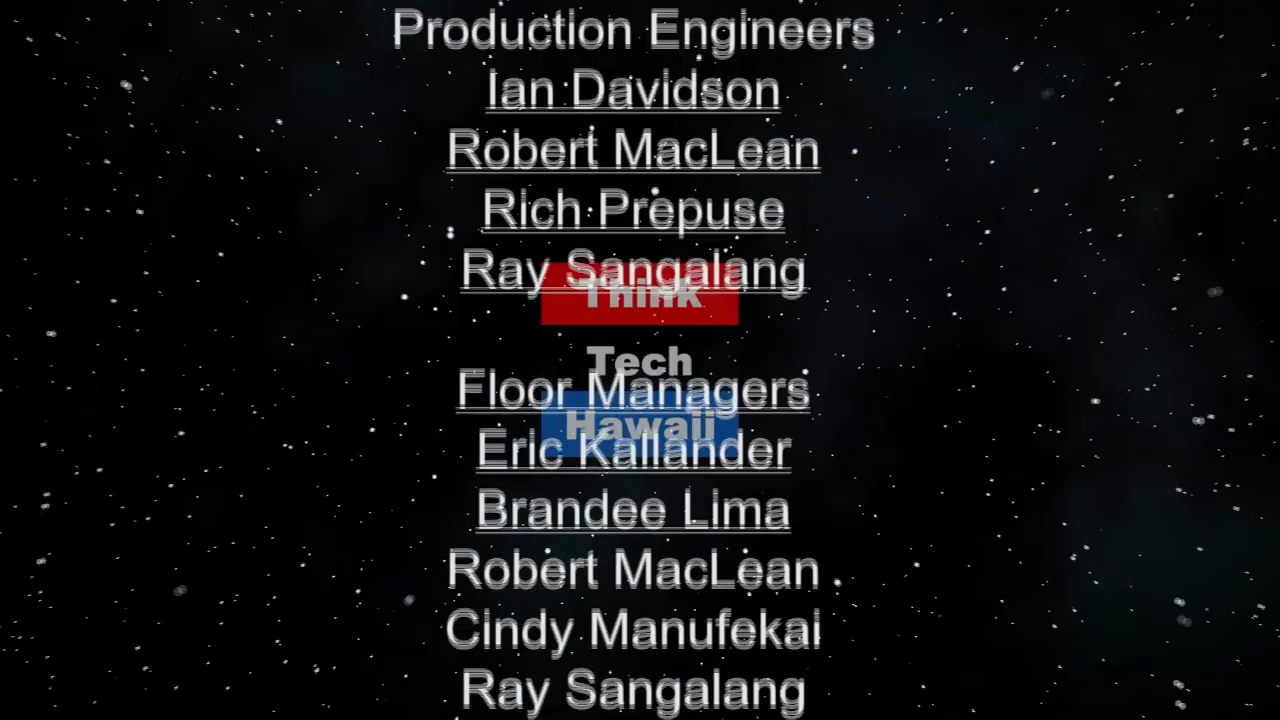 Production Engineers
Ian Davidson
Robert MacLean
Rich Prepuse
Ray Sangalang
Think
Tech
Floor Managers
Hawaii
Eric Kallander
Brandee Lima
Robert MacLean
Cindy Manufekai
Ray Sangalang